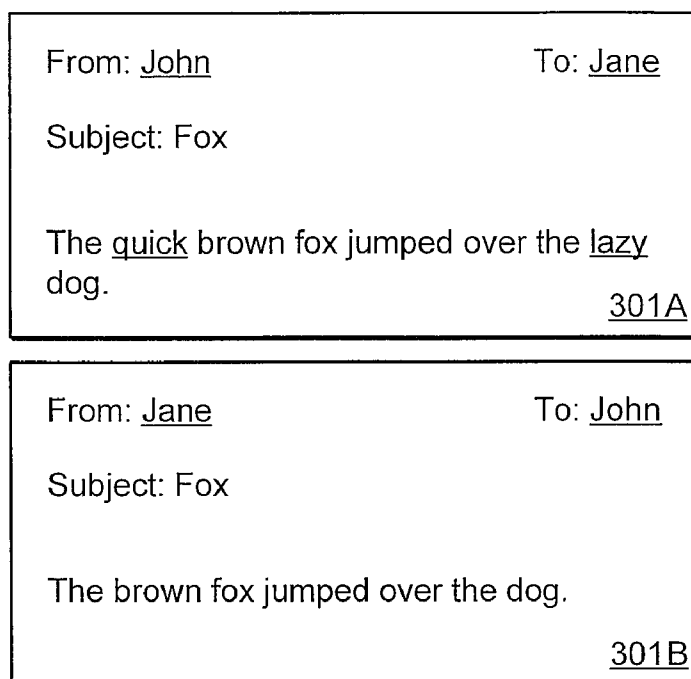 From: John To: Jane
Subject: Fox
The quick brown fox jumped over the lazy
dog.
301A
From: Jane To: John
Subject: Fox
The brown fox jumped over the dog.
301B